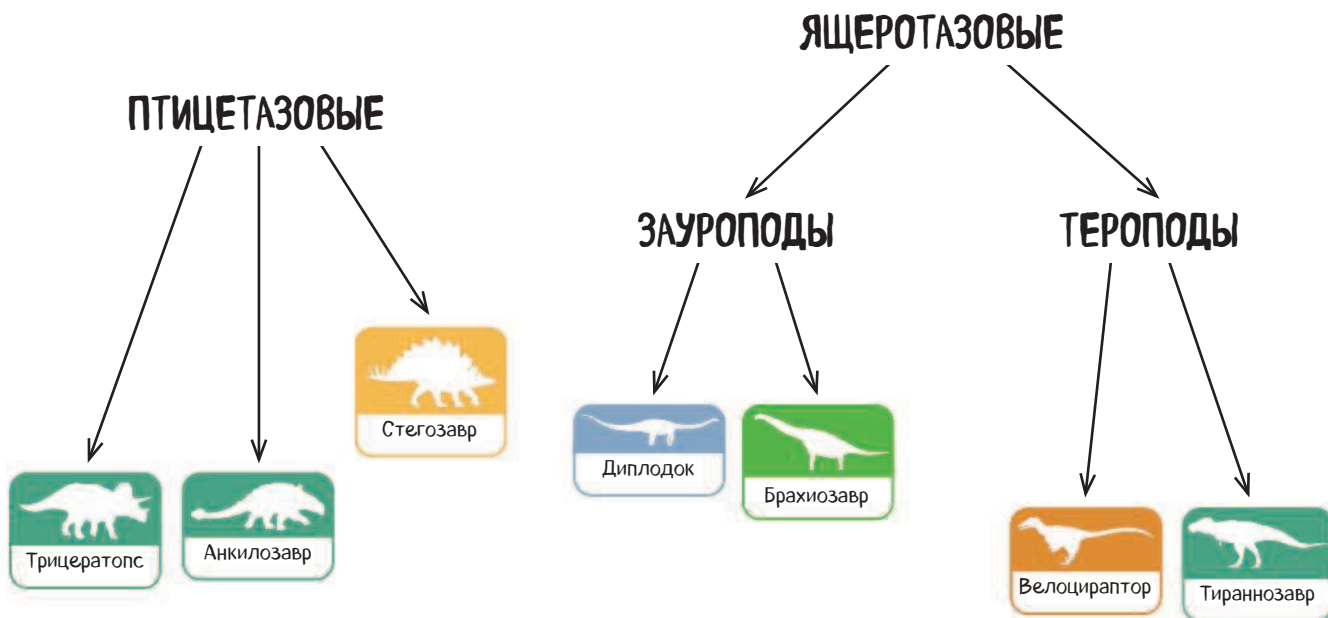 ЯЩЕРОТАЗОВЫЕ
ПТИЦЕТАЗОВЫЕ
ЗАУРОПОДЫ
ТЕРОПОДЫ
Стегозавр
Диплодок
Брахиозавр
Трицератопс
Анкилозавр
Велоцираптор
Тираннозавр